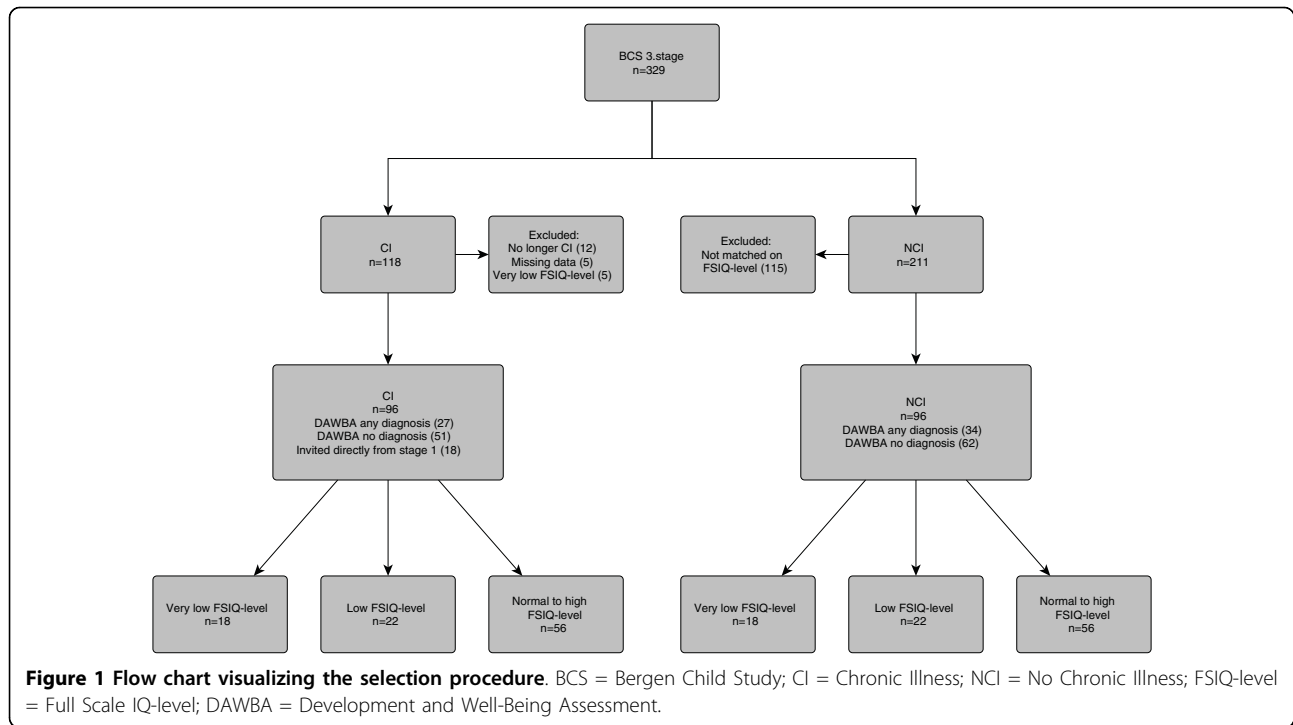 BCS 3.stage
n=329
CI
n=118
Excluded:
No longer CI (12)
Missing data (5)
Very low FSIQ-level (5)
Excluded:
Not matched on
FSIQ-level (115)
NCI
n=211
CI
n=96
DAWBA any diagnosis (27)
DAWBA no diagnosis (51)
Invited directly from stage 1 (18)
NCI
n=96
DAWBA any diagnosis (34)
DAWBA no diagnosis (62)
Very low FSIQ-level
n=18
Low FSIQ-level
n=22
Normal to high
FSIQ-level
n=56
Very low FSIQ-level
n=18
Low FSIQ-level
n=22
Normal to high
FSIQ-level
n=56
Figure 1 Flow chart visualizing the selection procedure. BCS = Bergen Child Study; CI = Chronic Illness; NCI = No Chronic Illness; FSIQ-level
= Full Scale IQ-level; DAWBA = Development and Well-Being Assessment.